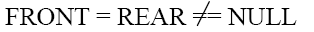 FRONT = REAR ≠ NULL